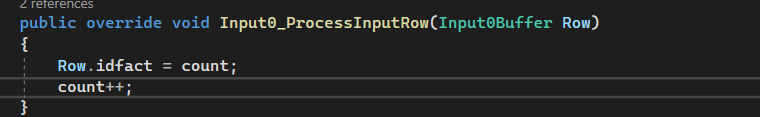 2 references
public override void Input0_ProcessInputRow(Input0Buffer Row)
{
Row.idfact = count;
count++;
}